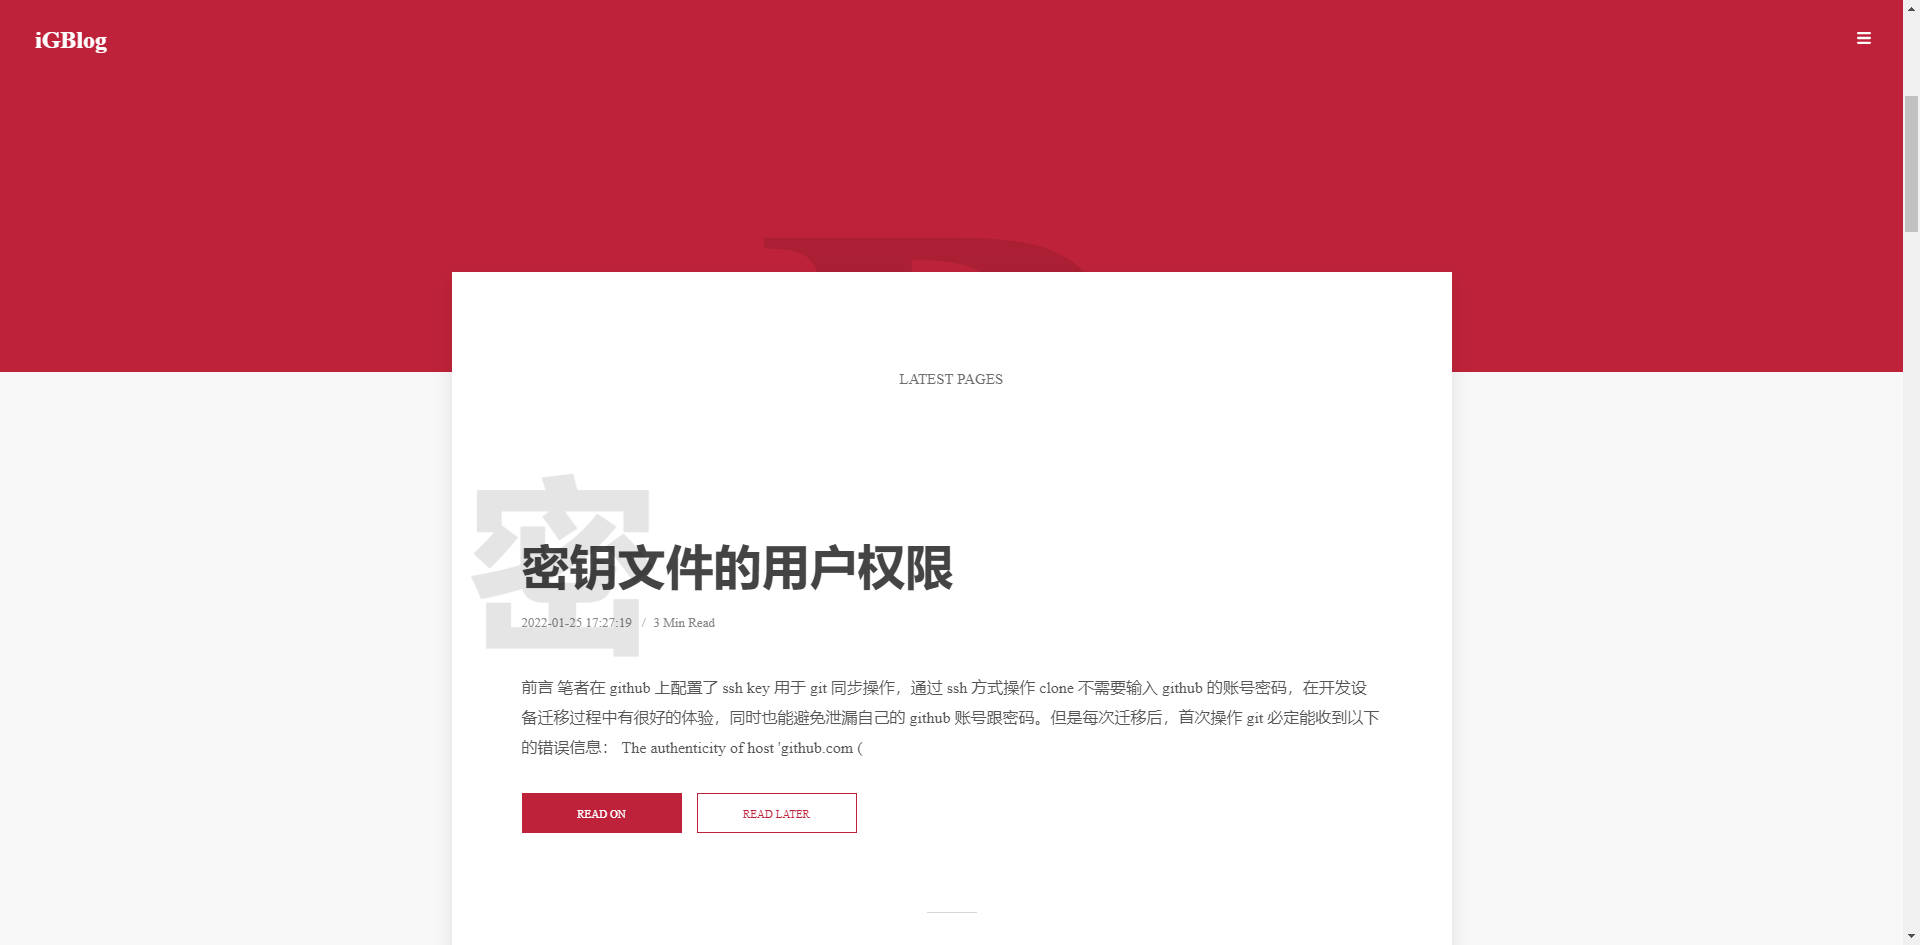 iGBlog
LATEST PAGES
密
密钥文件的用户权限
2022-01-25 17:27:19 / 3 Min Read
前言 笔者在 github 上配置了 ssh key 用于 git 同步操作，通过 ssh 方式操作 clone 不需要输入 github 的账号密码，在开发设
备迁移过程中有很好的体验，同时也能避免泄漏自己的 github 账号跟密码。但是每次迁移后，首次操作 git 必定能收到以下
的错误信息： The authenticity of host 'github.com (
READ ON
READ LATER